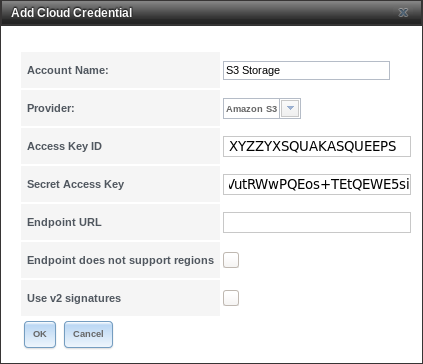 Add Cloud Credential
Account Name: S3 Storage
Provider: Amazon S3
Access Key ID XYZZYXSQUAKASQUEEPS
Secret Access Key VutRWwPQEos+TEtQEWE5si
Endpoint URL
Endpoint does not support regions
Use v2 signatures
OK Cancel